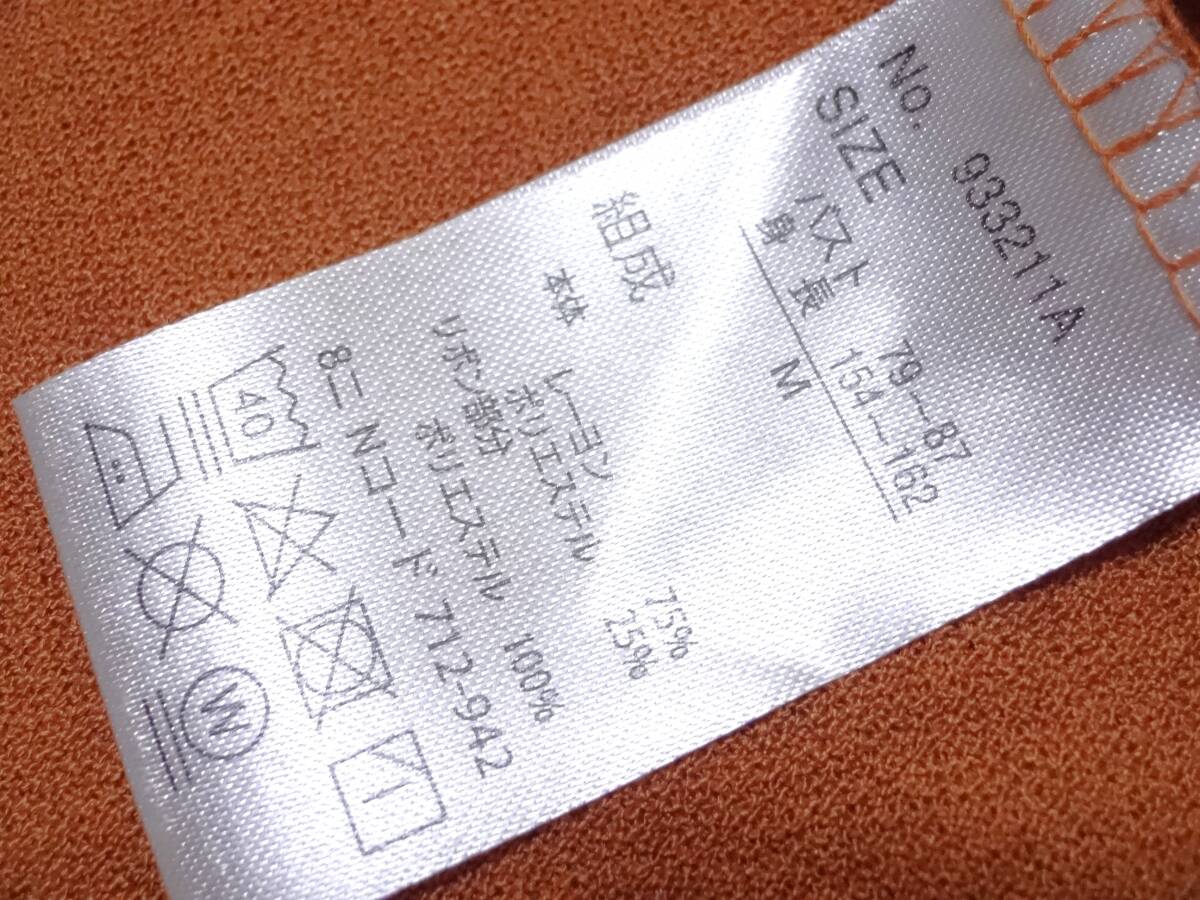 No. 933211A
SIZE
バスト 79―87
身長 154―162
M
組成
本体 レーヨン 75%
ポリエステル 25%
リボン部分
ポリエステル 100%
8ニ Nコード 712-942
40
W